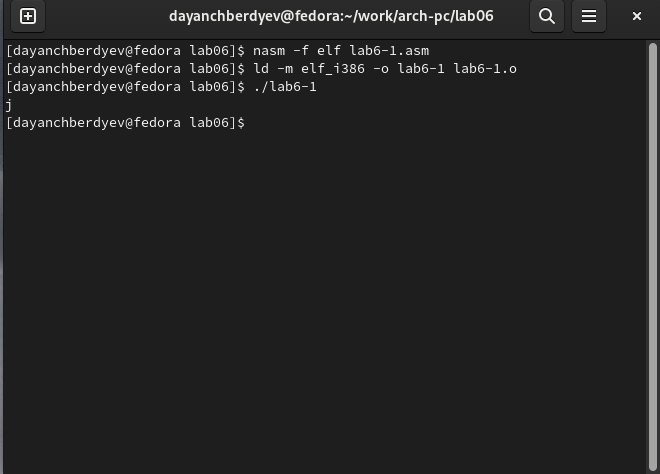 dayanchberdyev@fedora:~/work/arch-pc/lab06
[dayanchberdyev@fedora lab06]$ nasm -f elf lab6-1.asm
[dayanchberdyev@fedora lab06]$ ld -m elf_i386 -o lab6-1 lab6-1.o
[dayanchberdyev@fedora lab06]$ ./lab6-1
j
[dayanchberdyev@fedora lab06]$